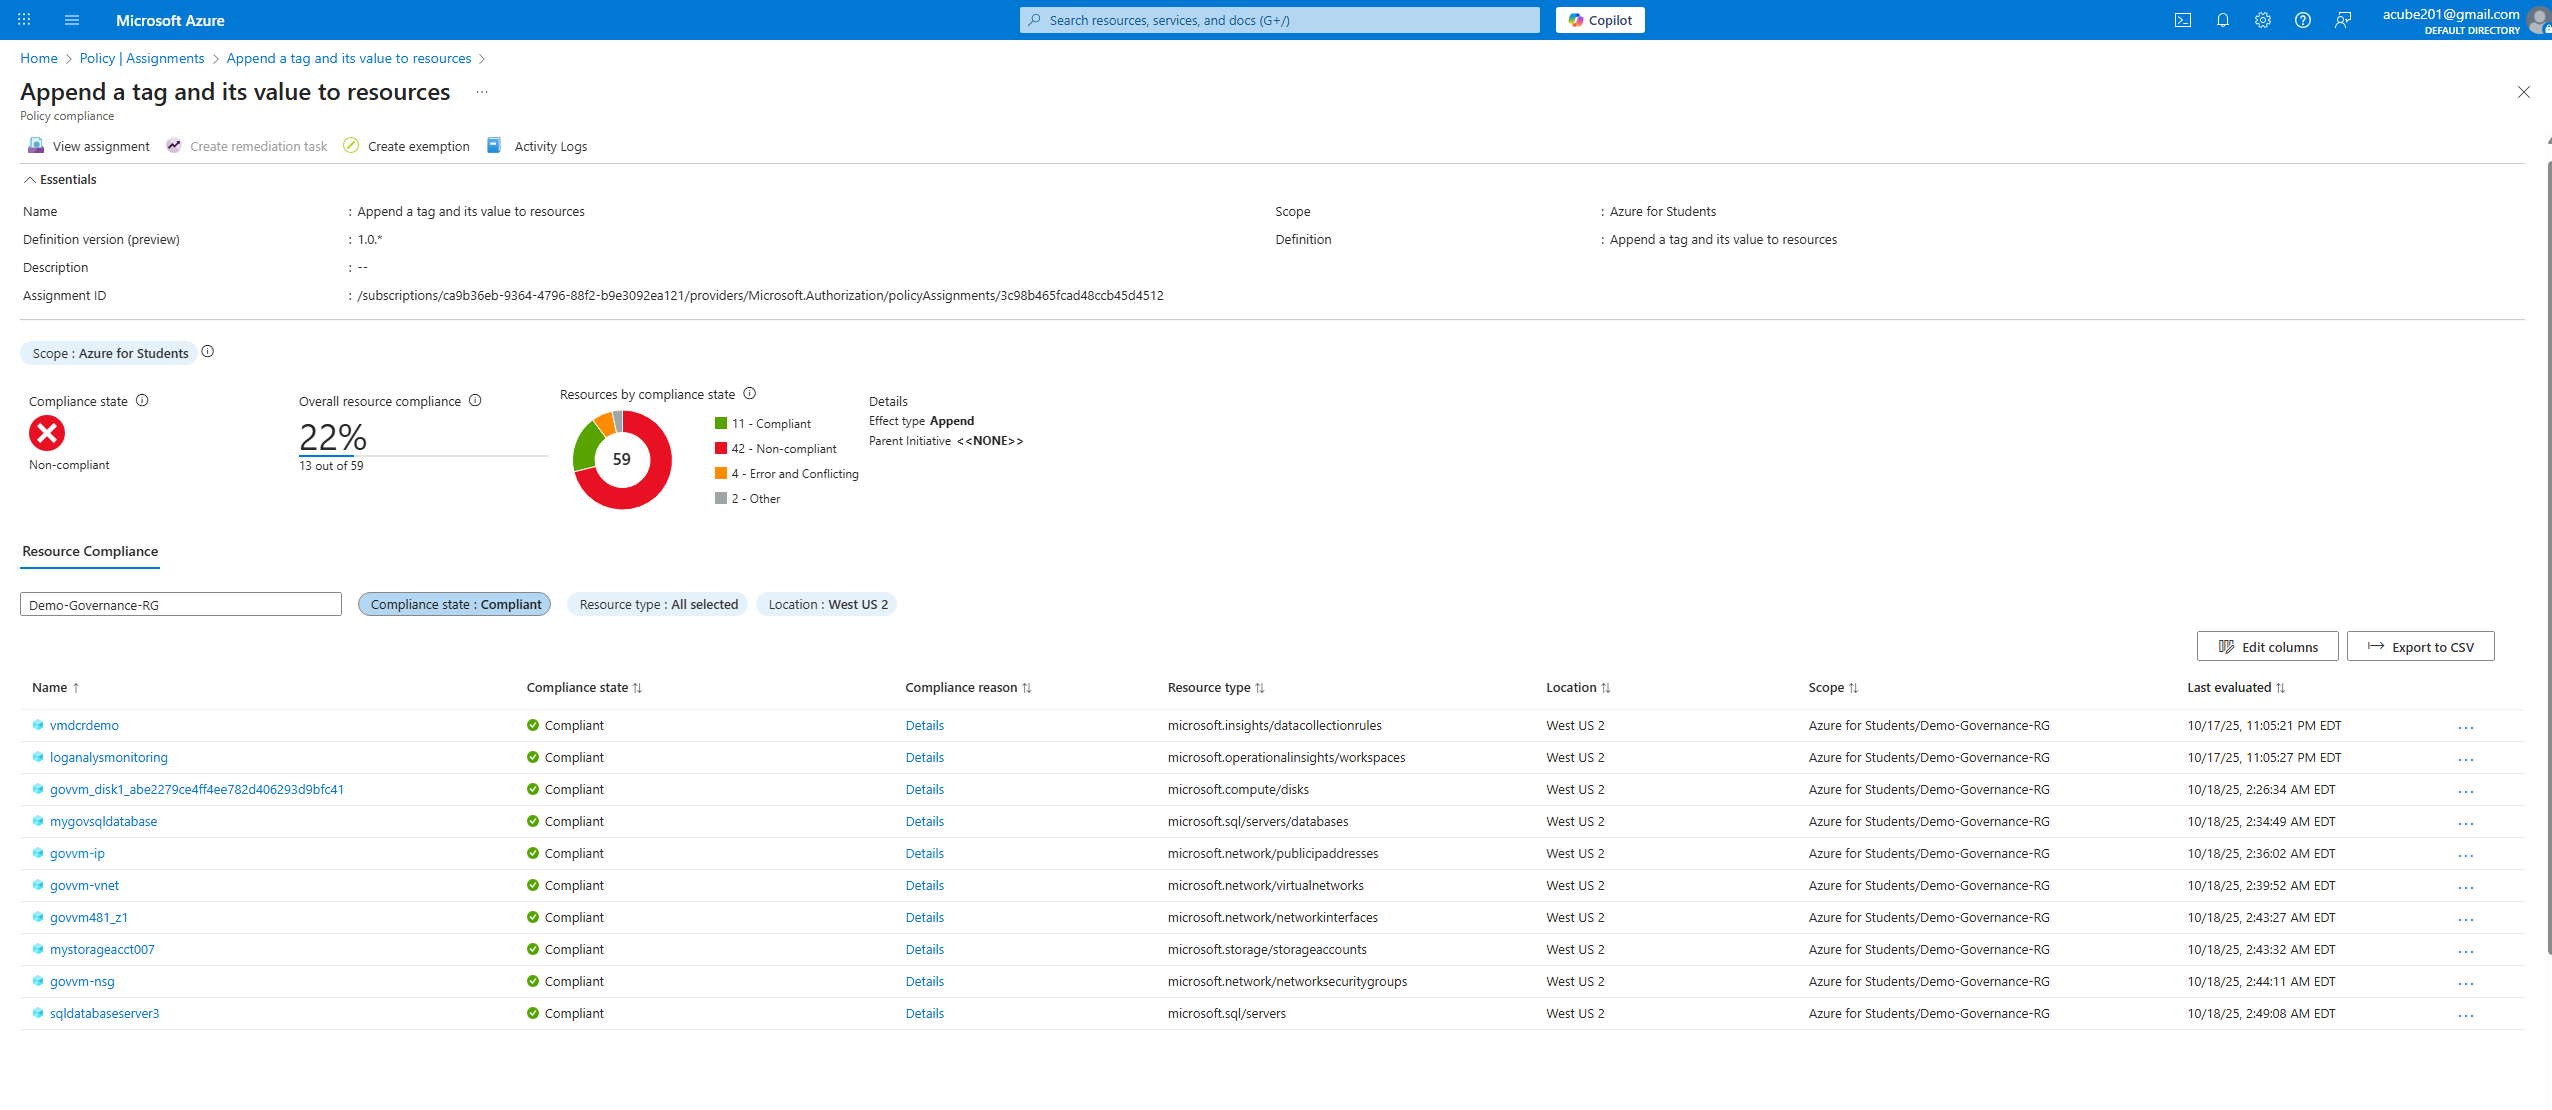 Microsoft Azure
Search resources, services, and docs (G+/)
Copilot
acube201@gmail.com
DEFAULT DIRECTORY
Home > Policy | Assignments > Append a tag and its value to resources >
Append a tag and its value to resources ...
Policy compliance
View assignment Create remediation task Create exemption Activity Logs
Essentials
Name : Append a tag and its value to resources Scope : Azure for Students
Definition version (preview) : 1.0.* Definition : Append a tag and its value to resources
Description : --
Assignment ID : /subscriptions/ca9b36eb-9364-4796-88f2-b9e3092ea121/providers/Microsoft.Authorization/policyAssignments/3c98b465fcad48ccb45d4512
Scope : Azure for Students
Compliance state
Non-compliant
Overall resource compliance
22%
13 out of 59
Resources by compliance state
59
11 - Compliant
42 - Non-compliant
4 - Error and Conflicting
2 - Other
Details
Effect type Append
Parent Initiative <<NONE>>
Resource Compliance
Demo-Governance-RG Compliance state : Compliant Resource type : All selected Location : West US 2
Edit columns Export to CSV
Name ↑ Compliance state ↑↓ Compliance reason ↑↓ Resource type ↑↓ Location ↑↓ Scope ↑↓ Last evaluated ↑↓
vmdcrdemo Compliant Details microsoft.insights/datacollectionrules West US 2 Azure for Students/Demo-Governance-RG 10/17/25, 11:05:21 PM EDT ...
loganalysmonitoring Compliant Details microsoft.operationalinsights/workspaces West US 2 Azure for Students/Demo-Governance-RG 10/17/25, 11:05:27 PM EDT ...
govvm_disk1_abe2279ce4ff4ee782d406293d9bfc41 Compliant Details microsoft.compute/disks West US 2 Azure for Students/Demo-Governance-RG 10/18/25, 2:26:34 AM EDT ...
mygovsqldatabase Compliant Details microsoft.sql/servers/databases West US 2 Azure for Students/Demo-Governance-RG 10/18/25, 2:34:49 AM EDT ...
govvm-ip Compliant Details microsoft.network/publicipaddresses West US 2 Azure for Students/Demo-Governance-RG 10/18/25, 2:36:02 AM EDT ...
govvm-vnet Compliant Details microsoft.network/virtualnetworks West US 2 Azure for Students/Demo-Governance-RG 10/18/25, 2:39:52 AM EDT ...
govvm481_z1 Compliant Details microsoft.network/networkinterfaces West US 2 Azure for Students/Demo-Governance-RG 10/18/25, 2:43:27 AM EDT ...
mystorageacct007 Compliant Details microsoft.storage/storageaccounts West US 2 Azure for Students/Demo-Governance-RG 10/18/25, 2:43:32 AM EDT ...
govvm-nsg Compliant Details microsoft.network/networksecuritygroups West US 2 Azure for Students/Demo-Governance-RG 10/18/25, 2:44:11 AM EDT ...
sqldatabaseserver3 Compliant Details microsoft.sql/servers West US 2 Azure for Students/Demo-Governance-RG 10/18/25, 2:49:08 AM EDT ...